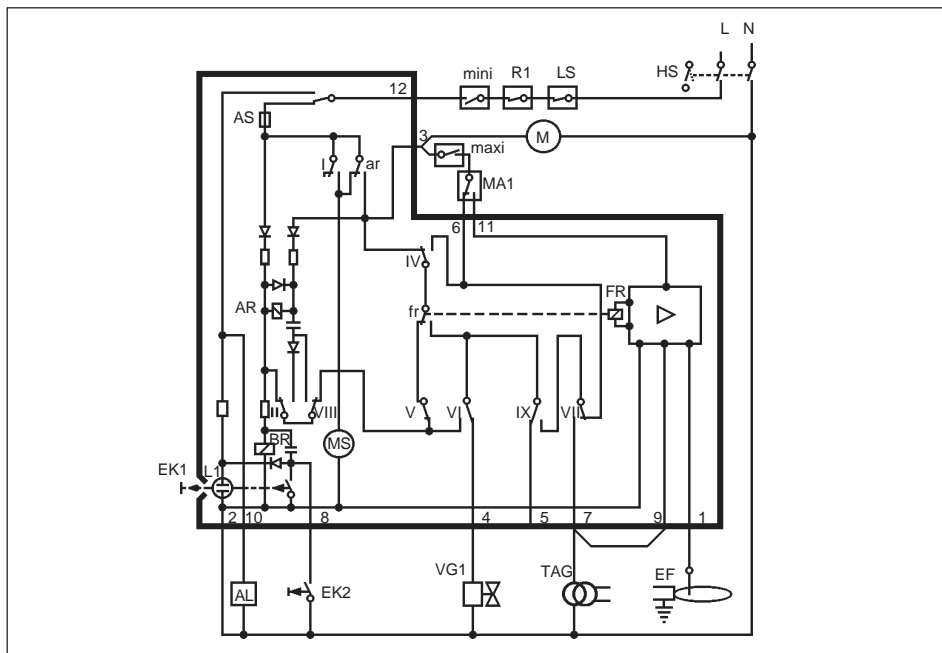 L N
HS
mini R1 LS
12
AS
3
M
maxi
I
ar
MA1
6 11
IV
FR
fr
AR
II VIII
V VI IX VII
BR
MS
EK1
L1
2 10 8 4 5 7 9 1
VG1 TAG EF
AL
EK2